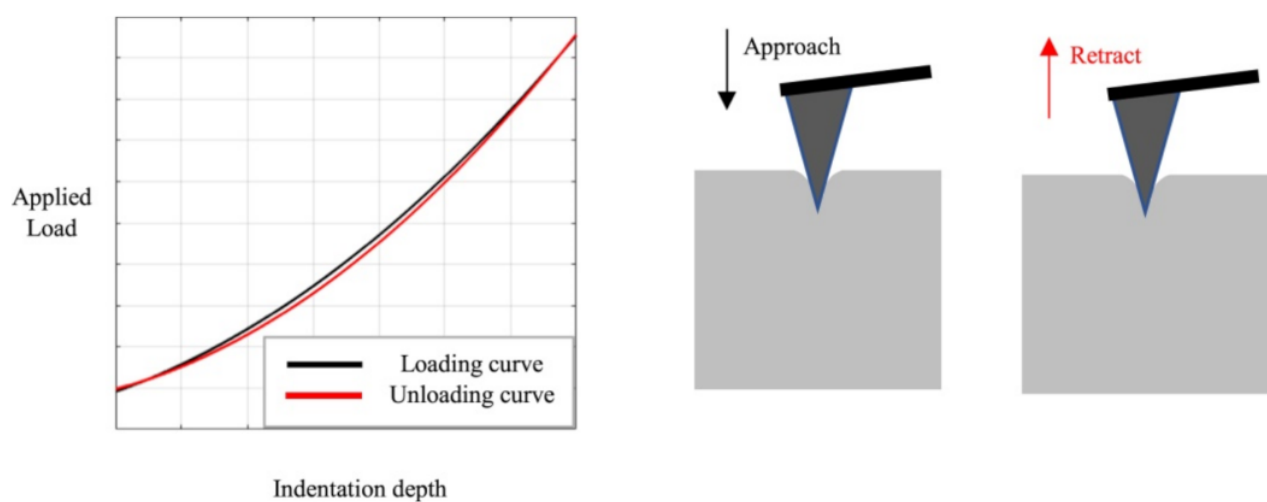 Applied
Load
Loading curve
Unloading curve
Indentation depth
Approach
Retract